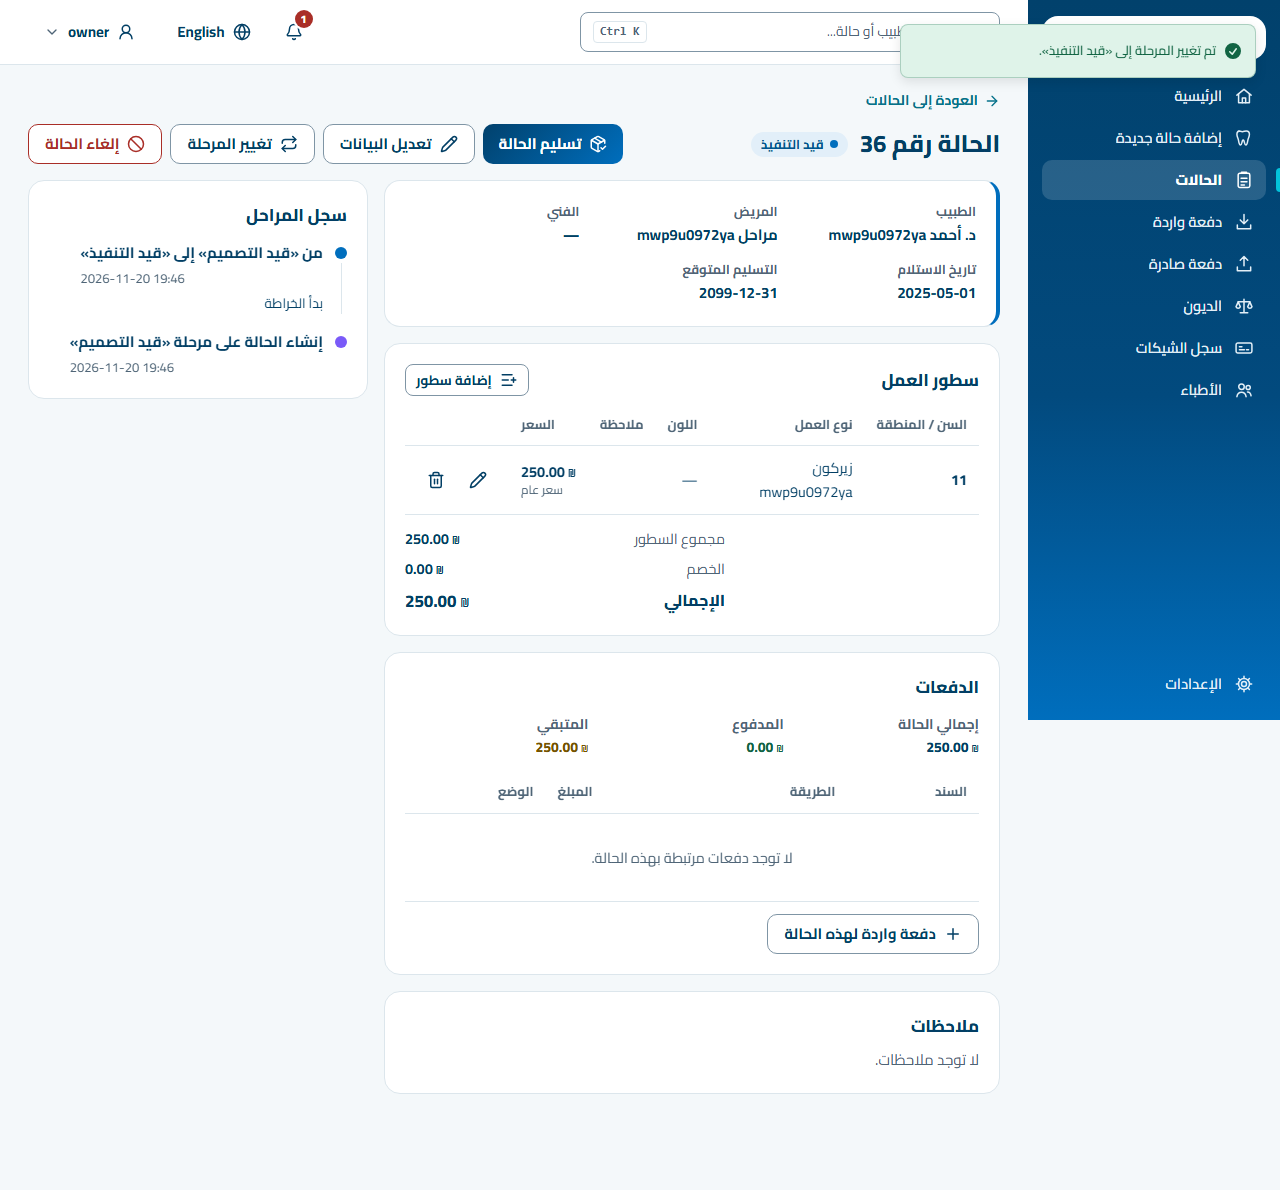 تم تغيير المرحلة إلى «قيد التنفيذ».
الرئيسية
إضافة حالة جديدة
الحالات
دفعة واردة
دفعة صادرة
الديون
سجل الشيكات
الأطباء
الإعدادات
أو حالة...
Ctrl K
1
English
owner
العودة إلى الحالات
الحالة رقم 36
قيد التنفيذ
تسليم الحالة
تعديل البيانات
تغيير المرحلة
إلغاء الحالة
الطبيب
د. أحمد mwp9u0972ya
المريض
مراحل mwp9u0972ya
الفني
—
تاريخ الاستلام
2025-05-01
التسليم المتوقع
2099-12-31
سطور العمل
إضافة سطور
السن / المنطقة نوع العمل اللون ملاحظة السعر
11
زيركون
mwp9u0972ya
—
250.00 ₪
سعر عام
مجموع السطور 250.00 ₪
الخصم 0.00 ₪
الإجمالي 250.00 ₪
الدفعات
إجمالي الحالة
250.00 ₪
المدفوع
0.00 ₪
المتبقي
250.00 ₪
السند الطريقة المبلغ الوضع
لا توجد دفعات مرتبطة بهذه الحالة.
دفعة واردة لهذه الحالة
ملاحظات
لا توجد ملاحظات.
سجل المراحل
من «قيد التصميم» إلى «قيد التنفيذ»
2026-11-20 19:46
بدأ الخراطة
إنشاء الحالة على مرحلة «قيد التصميم»
2026-11-20 19:46